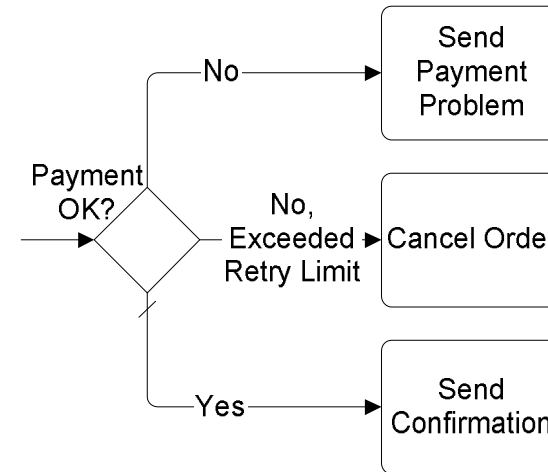 Send
Payment
Problem
No
Payment
OK?
No,
Exceeded
Retry Limit
Cancel Orde
Send
Confirmation
Yes